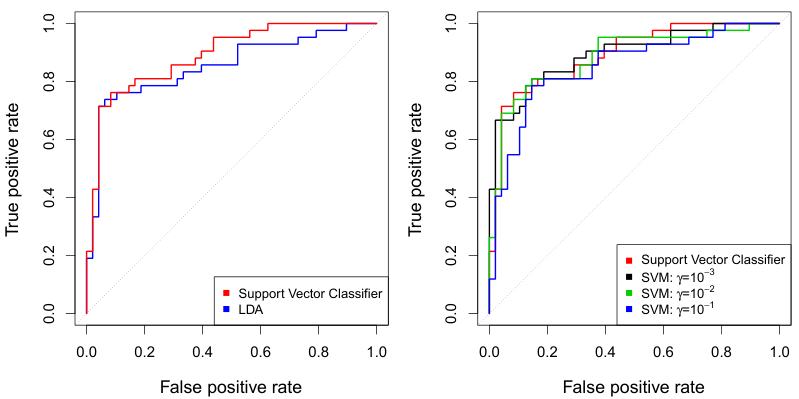 True positive rate
1.0
0.8
0.6
0.4
0.2
0.0
0.0 0.2 0.4 0.6 0.8 1.0
False positive rate
Support Vector Classifier
LDA
True positive rate
1.0
0.8
0.6
0.4
0.2
0.0
0.0 0.2 0.4 0.6 0.8 1.0
False positive rate
Support Vector Classifier
SVM: γ=10⁻³
SVM: γ=10⁻²
SVM: γ=10⁻¹